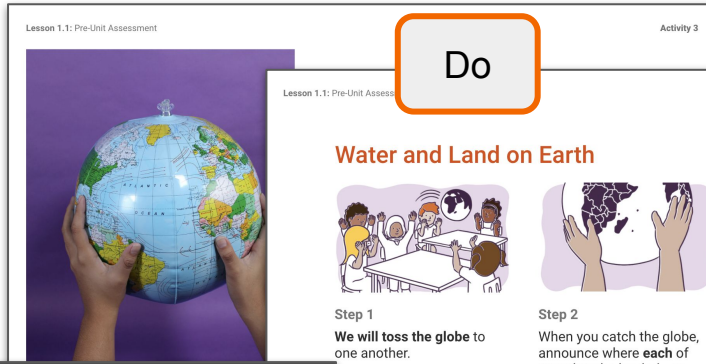 Lesson 1.1: Pre-Unit Assessment
Activity 3
Do
Lesson 1.1: Pre-Unit Assess
Water and Land on Earth
ATLANTIC
OCEAN
Step 1
We will toss the globe to
one another.
Step 2
When you catch the globe,
announce where each of